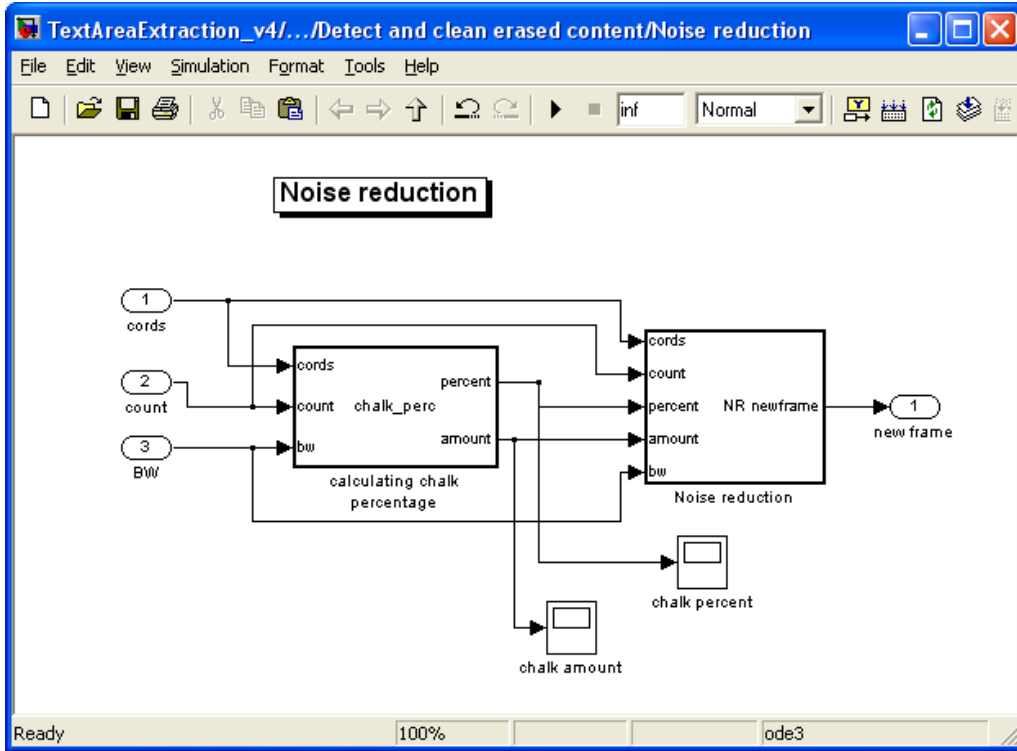 TextAreaExtraction_v4/.../Detect and clean erased content/Noise reduction
File Edit View Simulation Format Tools Help
inf Normal
Noise reduction
1
cords
2
count
3
BW
cords
count
bw
chalk_perc
percent
amount
calculating chalk
percentage
cords
count
percent
amount
bw
NR newframe
Noise reduction
1
new frame
chalk percent
chalk amount
Ready 100% ode3